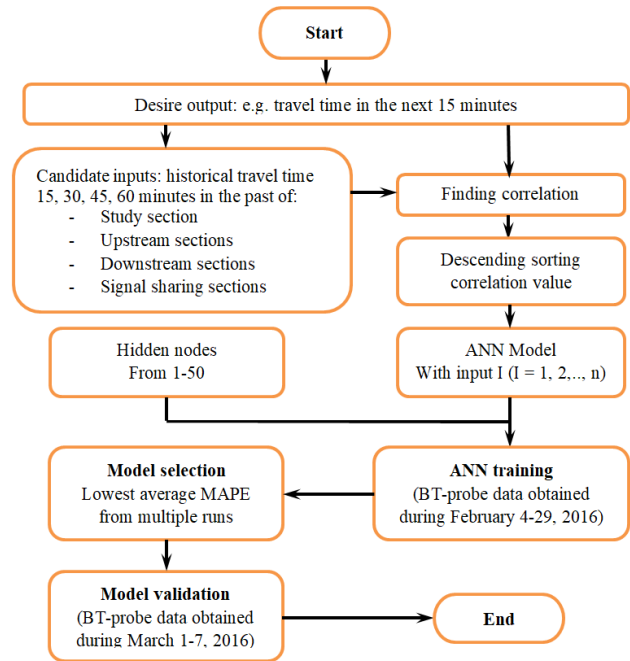 Start
Desire output: e.g. travel time in the next 15 minutes
Candidate inputs: historical travel time
15, 30, 45, 60 minutes in the past of:
- Study section
- Upstream sections
- Downstream sections
- Signal sharing sections
Finding correlation
Descending sorting
correlation value
Hidden nodes
From 1-50
ANN Model
With input I (I = 1, 2,.., n)
Model selection
Lowest average MAPE
from multiple runs
ANN training
(BT-probe data obtained
during February 4-29, 2016)
Model validation
(BT-probe data obtained
during March 1-7, 2016)
End